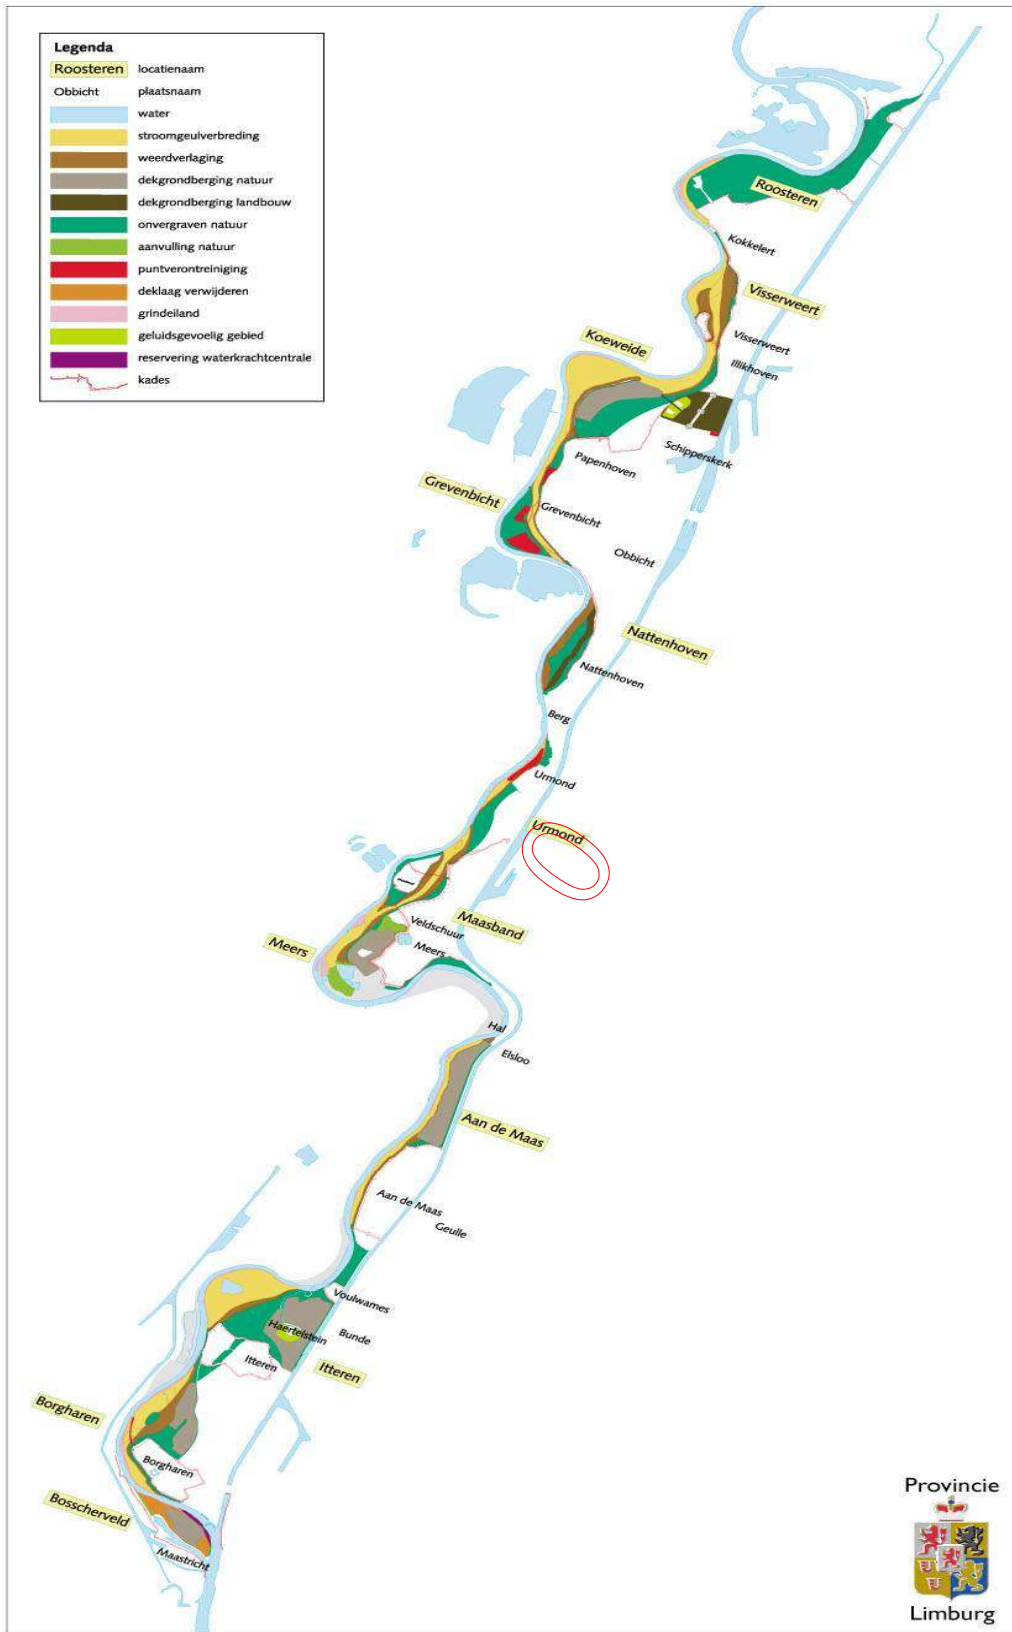 Legenda
Roosteren locatienaam
Obbicht plaatsnaam
water
stroomgeulverbreding
weerdverlaging
dekgrondberging natuur
dekgrondberging landbouw
onvergraven natuur
aanvulling natuur
puntverontreiniging
deklaag verwijderen
grindeiland
geluidsgevoelig gebied
reservering waterkrachtcentrale
kades
Roosteren
Kokkelert
Visserweert
Visserweert
Koeweide
Illikhoven
Schipperskerk
Papenhoven
Grevenbicht
Grevenbicht
Obbicht
Nattenhoven
Nattenhoven
Berg
Urmond
Urmond
Maasband
Veldschuur
Meers
Meers
Hal
Elsloo
Aan de Maas
Aan de Maas
Geulle
Voulwames
Haertelstein
Bunde
Itteren
Itteren
Borgharen
Borgharen
Bosscherveld
Maastricht
Provincie
Limburg